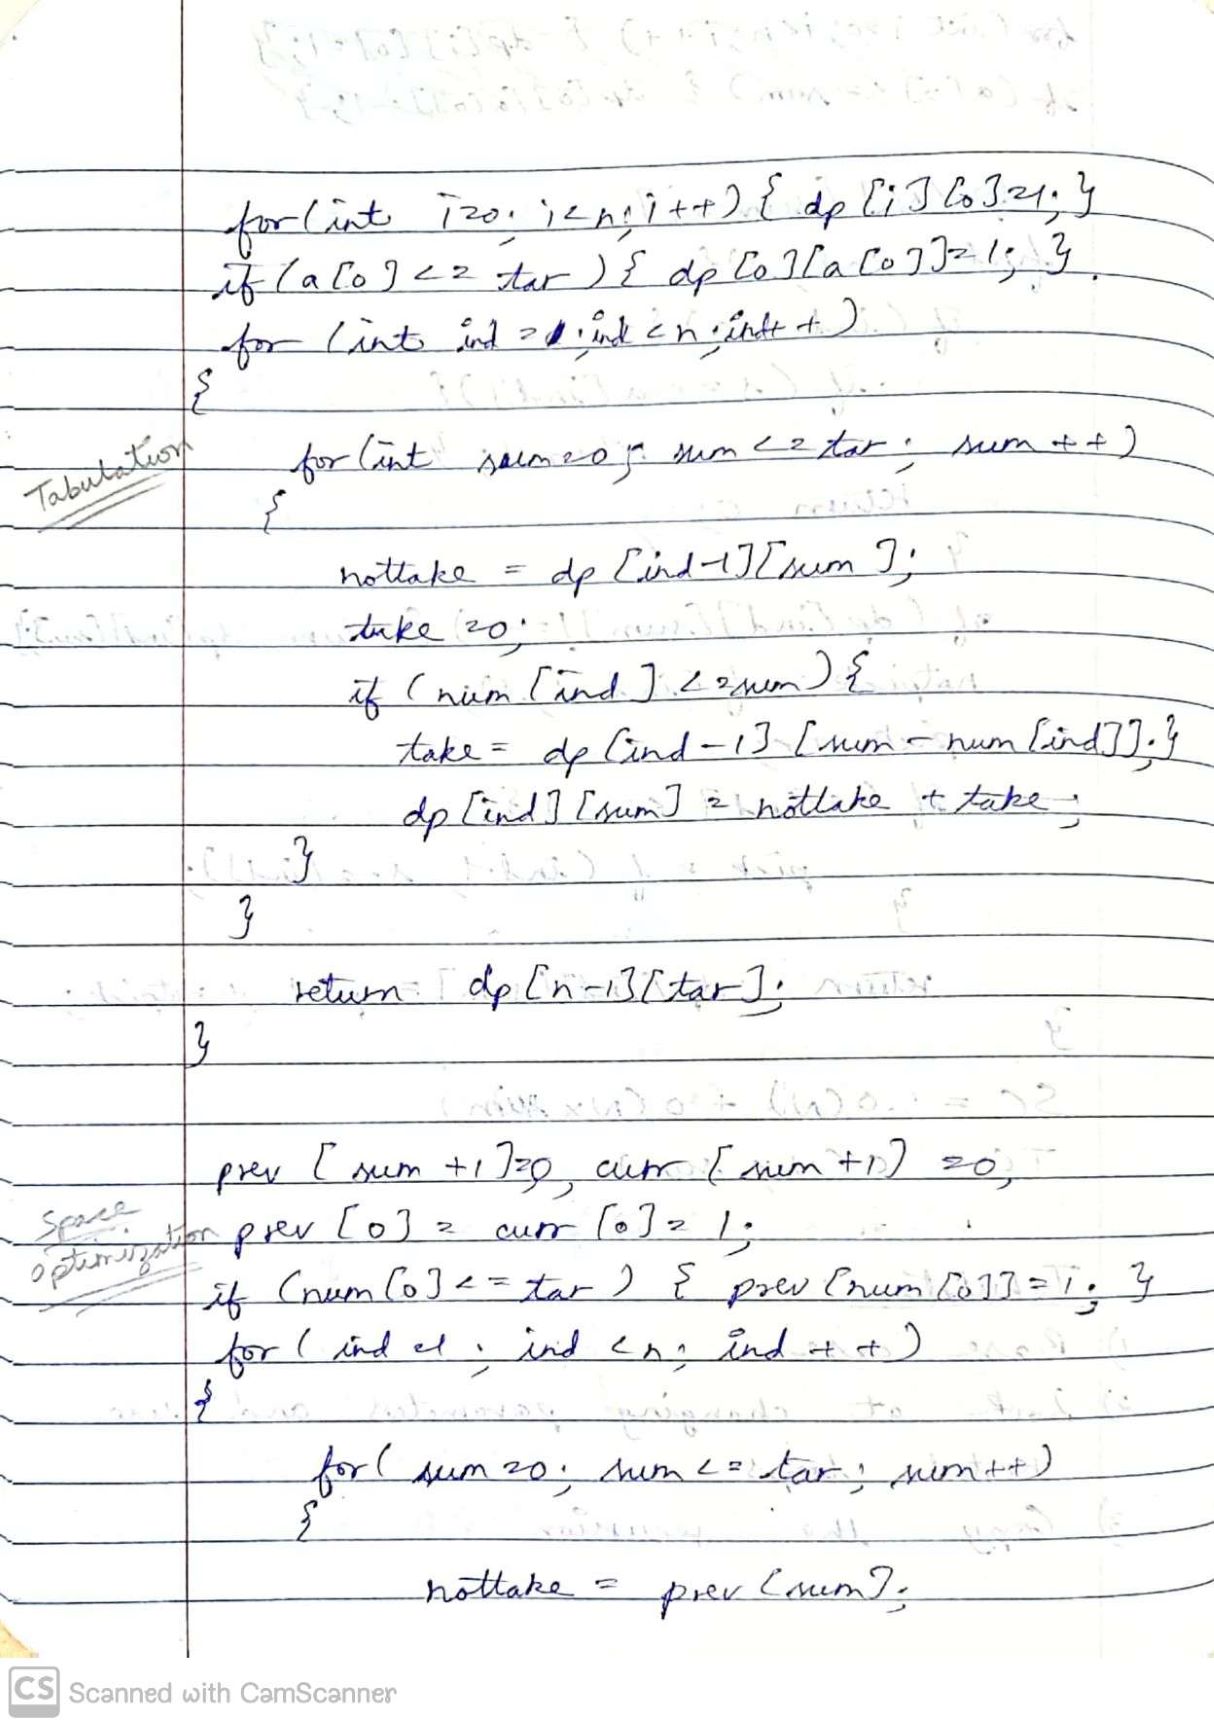 for(int i=0; i<n; i++) { dp[i][0]=1; }
if(a[0]<= tar) { dp[0][a[0]]=1; }
for (int ind = 1; ind<n; ind++)
{
Tabulation
for(int sum=0; sum<=tar; sum++)
{
nottake = dp[ind-1][sum];
take=0;
if (num[ind] <=sum) {
take = dp[ind-1][sum-num[ind]]; }
dp[ind][sum] = nottake + take;
}
}
return dp[n-1][tar];
}
prev[sum+1]=0, curr[sum+1]=0,
Space
optimization
prev[0] = curr[0]=1;
if (num[0]<=tar) { prev[num[0]]=1; }
for( ind=1; ind<n; ind++)
{
for( sum=0; sum<=tar; sum++)
{
nottake = prev[sum];
CS Scanned with CamScanner